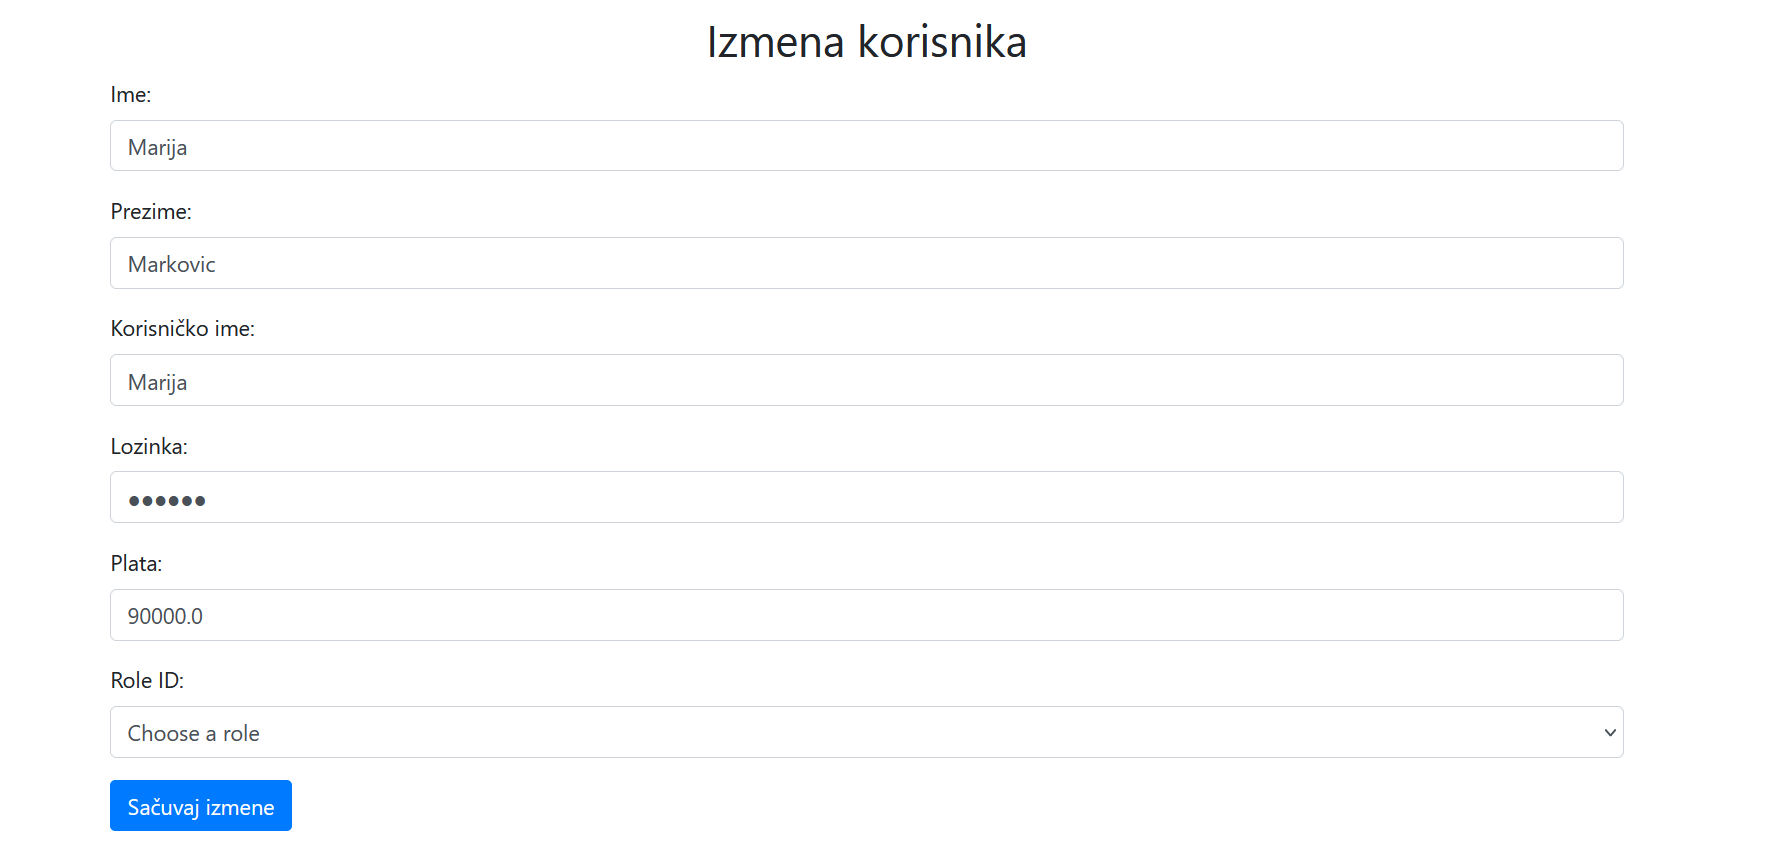 Izmena korisnika
Ime:
Marija
Prezime:
Markovic
Korisničko ime:
Marija
Lozinka:
●●●●●●
Plata:
90000.0
Role ID:
Choose a role
Sačuvaj izmene